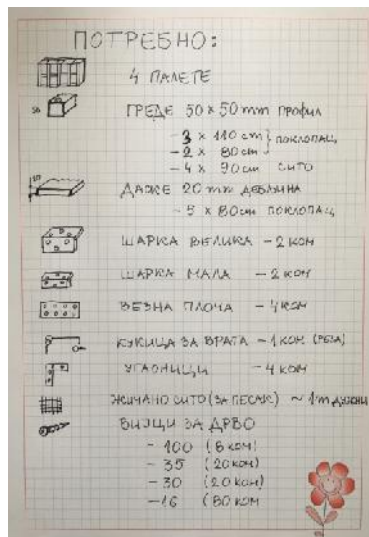 ПОТРЕБНО:
4 ПАЛЕТЕ
50
ГРЕДЕ 50 × 50 mm ПРОФИЛ
- 3 × 110 cm } ПОКЛОПАЦ
- 2 × 80 cm
- 4 × 90 cm СИТО
ДАСКЕ 20 mm ДЕБЉИНА
- 5 × 80 cm ПОКЛОПАЦ
ШАРКА ВЕЛИКА - 2 КОМ
ШАРКА МАЛА - 2 КОМ
ВЕЗНА ПЛОЧА - 4 КОМ
КУКИЦА ЗА ВРАТА - 1 КОМ. (РЕЗА)
УГАОНИЦИ - 4 КОМ
ЖИЧАНО СИТО (ЗА ПЕСАК) ~ 1 m ДУЖНИ
ВИЈЦИ ЗА ДРВО
- 100 (8 КОМ)
- 35 (20 КОМ)
- 30 (20 КОМ)
- 16 (80 КОМ